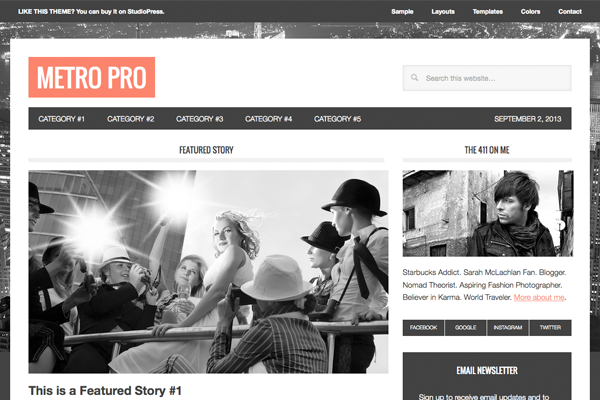 LIKE THIS THEME? You can buy it on StudioPress.
Sample Layouts Templates Colors Contact
METRO PRO
Search this website…
CATEGORY #1 CATEGORY #2 CATEGORY #3 CATEGORY #4 CATEGORY #5 SEPTEMBER 2, 2013
FEATURED STORY
This is a Featured Story #1
THE 411 ON ME
Starbucks Addict. Sarah McLachlan Fan. Blogger.
Nomad Theorist. Aspiring Fashion Photographer.
Believer in Karma. World Traveler. More about me.
FACEBOOK GOOGLE INSTAGRAM TWITTER
EMAIL NEWSLETTER
Sign up to receive email updates and to